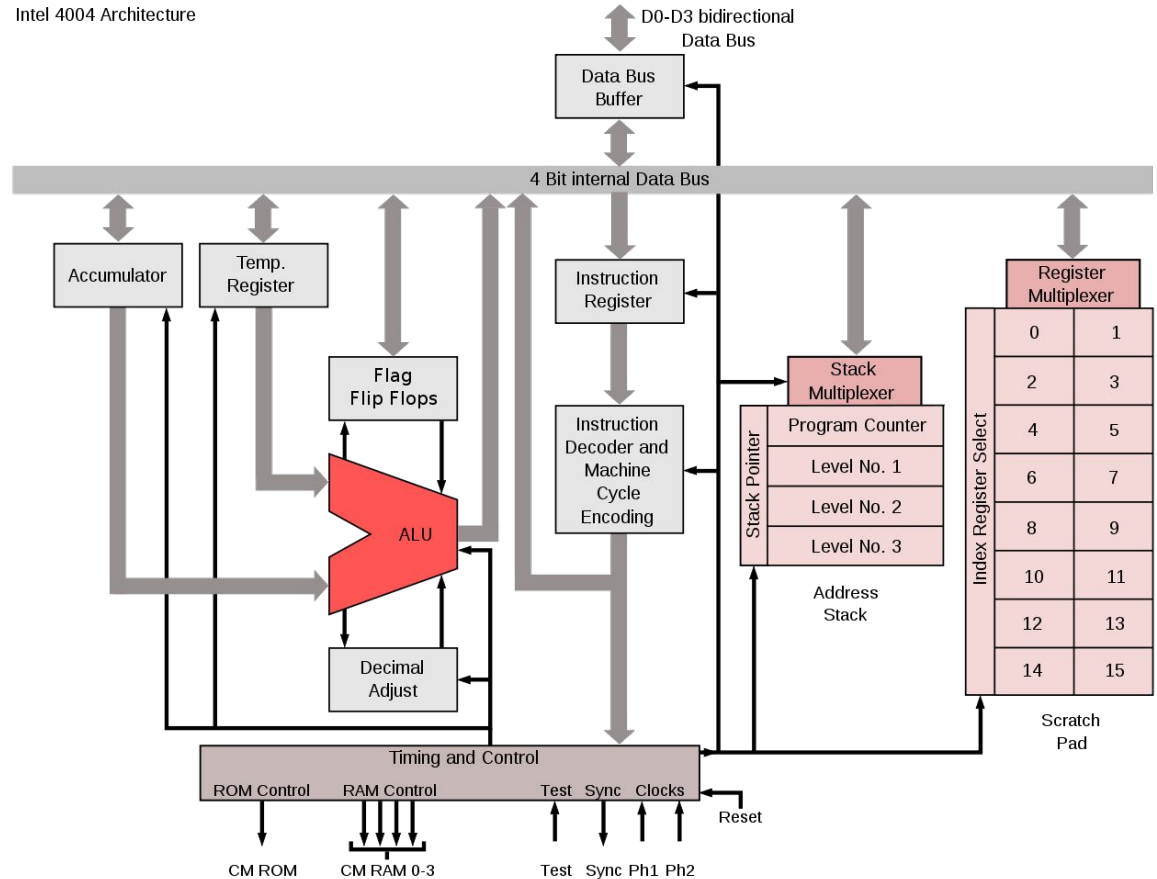 Intel 4004 Architecture
D0-D3 bidirectional
Data Bus
Data Bus
Buffer
4 Bit internal Data Bus
Accumulator
Temp.
Register
Instruction
Register
Register
Multiplexer
Flag
Flip Flops
Stack
Multiplexer
Instruction
Decoder and
Machine
Cycle
Encoding
ALU
Decimal
Adjust
Stack Pointer
Program Counter
Level No. 1
Level No. 2
Level No. 3
Address
Stack
Index Register Select
0 1
2 3
4 5
6 7
8 9
10 11
12 13
14 15
Scratch
Pad
Timing and Control
ROM Control RAM Control Test Sync Clocks
Reset
CM ROM CM RAM 0-3 Test Sync Ph1 Ph2